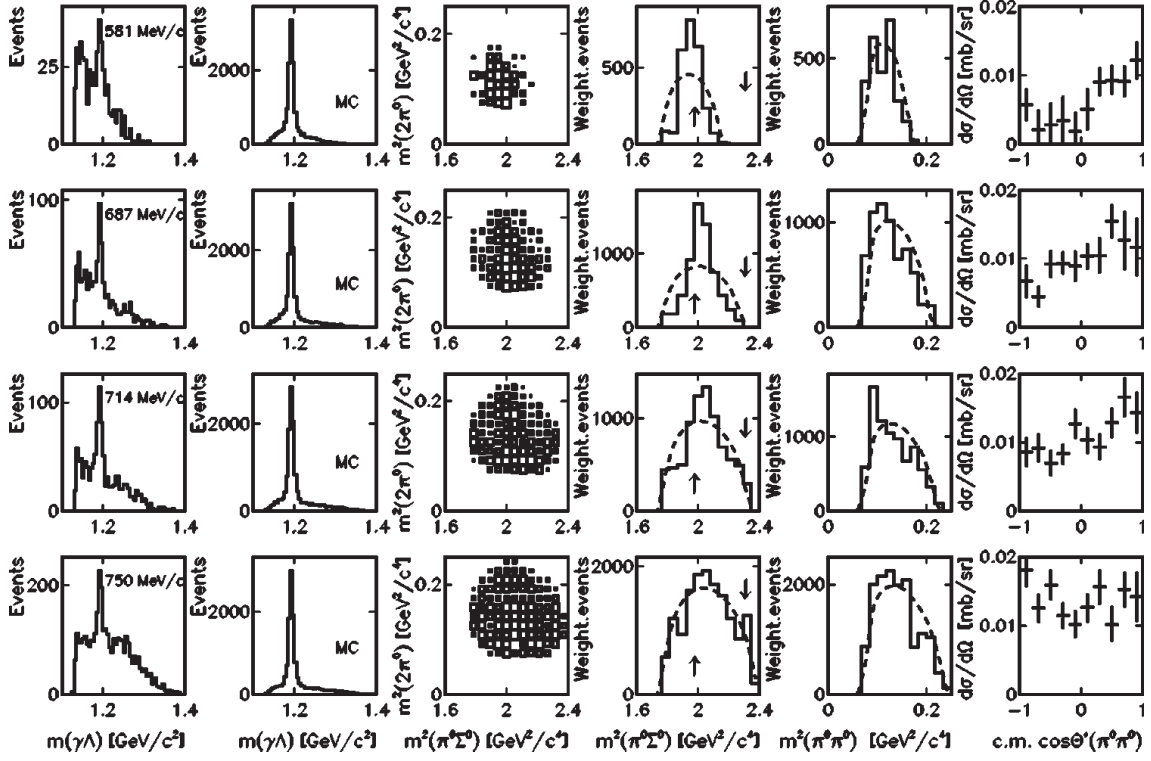 Events
581 MeV/c
25
0
1.2
1.4
Events
2000
0
MC
1.2
1.4
m²(2π⁰) [GeV²/c⁴]
0.2
0
1.6
2
2.4
Weight.events
500
0
1.6
2
2.4
Weight.events
500
0
0
0.2
dσ/dΩ [mb/sr]
0.02
0.01
0
−1
0
1
Events
687 MeV/c
100
0
1.2
1.4
Events
2000
0
MC
1.2
1.4
m²(2π⁰) [GeV²/c⁴]
0.2
0
1.6
2
2.4
Weight.events
1000
0
1.6
2
2.4
Weight.events
1000
0
0
0.2
dσ/dΩ [mb/sr]
0.02
0.01
0
−1
0
1
Events
714 MeV/c
100
0
1.2
1.4
Events
2000
0
MC
1.2
1.4
m²(2π⁰) [GeV²/c⁴]
0.2
0
1.6
2
2.4
Weight.events
1000
0
1.6
2
2.4
Weight.events
1000
0
0
0.2
dσ/dΩ [mb/sr]
0.02
0.01
0
−1
0
1
Events
750 MeV/c
200
0
1.2
1.4
Events
2000
0
MC
1.2
1.4
m²(2π⁰) [GeV²/c⁴]
0.2
0
1.6
2
2.4
Weight.events
2000
1000
0
1.6
2
2.4
Weight.events
2000
0
0
0.2
dσ/dΩ [mb/sr]
0.02
0.01
0
−1
0
1
m(γΛ) [GeV/c²]
m(γΛ) [GeV/c²]
m²(π⁰Σ⁰) [GeV²/c⁴]
m²(π⁰Σ⁰) [GeV²/c⁴]
m²(π⁰π⁰) [GeV²/c⁴]
c.m. cosΘ*(π⁰π⁰)